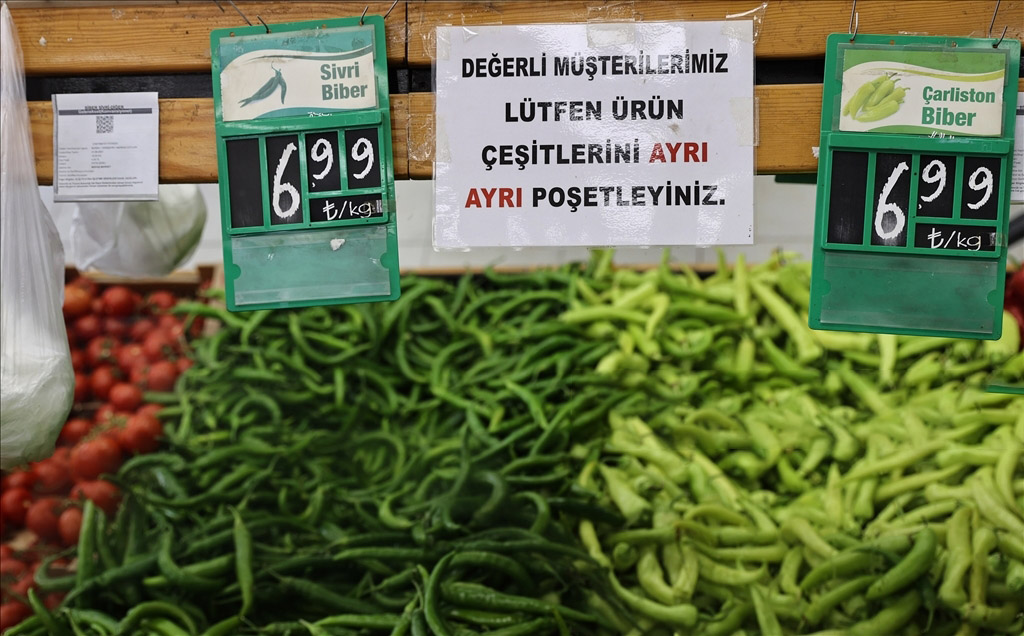 Sivri
Biber
6,99
₺/kg
DEĞERLİ MÜŞTERİLERİMİZ
LÜTFEN ÜRÜN
ÇEŞİTLERİNİ AYRI
AYRI POŞETLEYİNİZ.
Çarliston
Biber
6,99
₺/kg